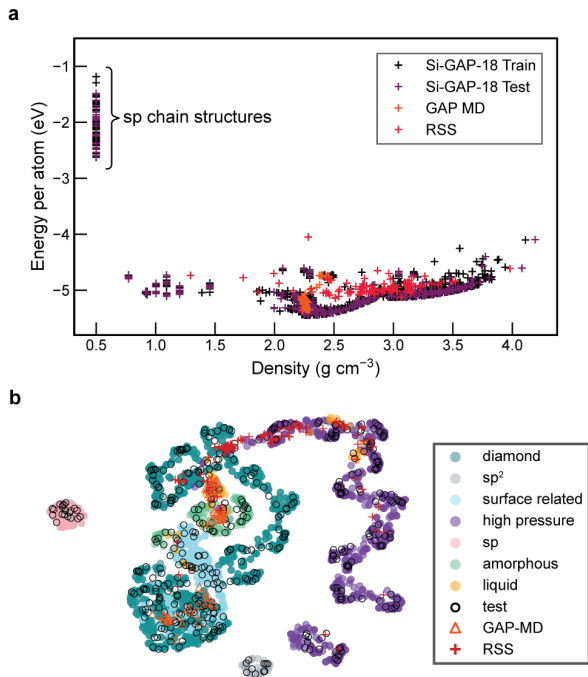 a
Si-GAP-18 Train
Si-GAP-18 Test
GAP MD
RSS
sp chain structures
Energy per atom (eV)
−1
−2
−3
−4
−5
0.5 1.0 1.5 2.0 2.5 3.0 3.5 4.0
Density (g cm⁻³)
b
diamond
sp²
surface related
high pressure
sp
amorphous
liquid
test
GAP-MD
RSS